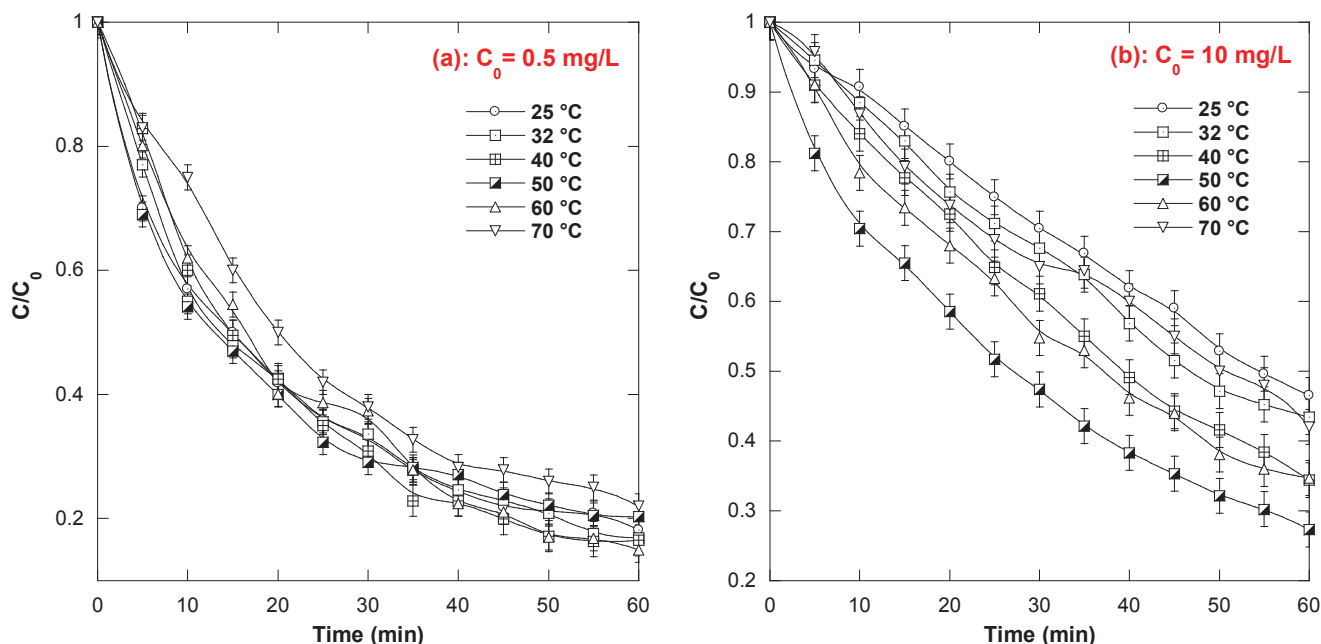 (a): C0= 0.5 mg/L
25 °C
32 °C
40 °C
50 °C
60 °C
70 °C
C/C0
1
0.8
0.6
0.4
0.2
0 10 20 30 40 50 60
Time (min)
(b): C0= 10 mg/L
25 °C
32 °C
40 °C
50 °C
60 °C
70 °C
C/C0
1
0.9
0.8
0.7
0.6
0.5
0.4
0.3
0.2
0 10 20 30 40 50 60
Time (min)